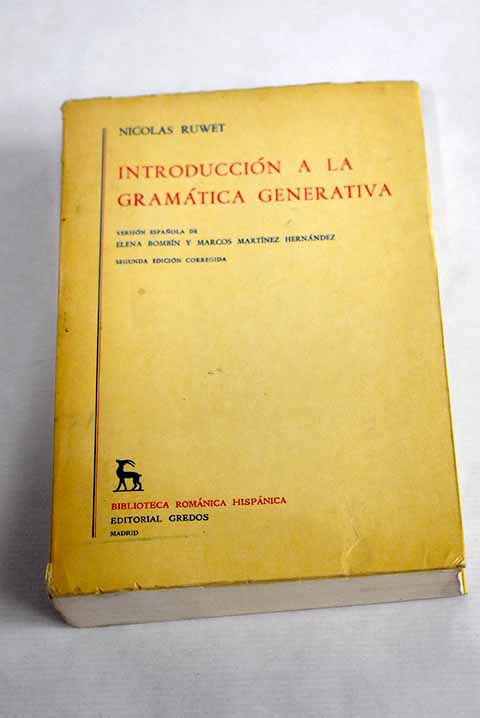 NICOLAS RUWET
INTRODUCCIÓN A LA
GRAMÁTICA GENERATIVA
VERSIÓN ESPAÑOLA DE
ELENA BOMBÍN Y MARCOS MARTÍNEZ HERNÁNDEZ
SEGUNDA EDICIÓN CORREGIDA
BIBLIOTECA ROMÁNICA HISPÁNICA
EDITORIAL GREDOS
MADRID